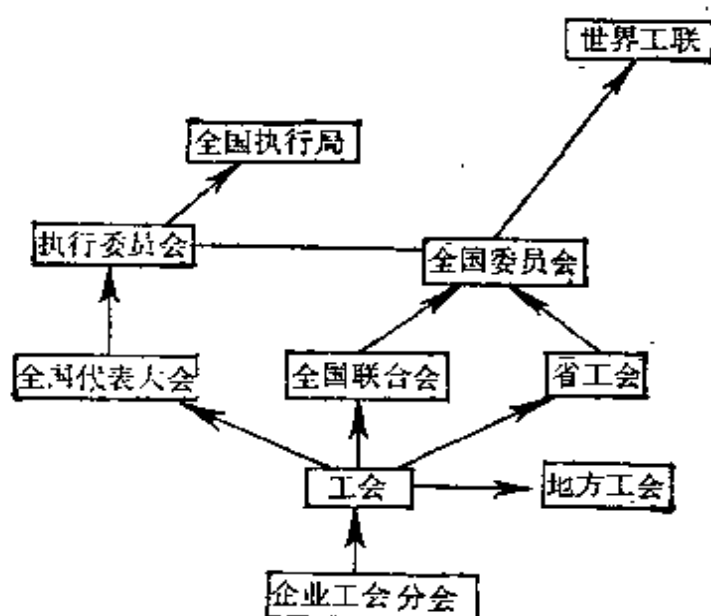 世界工联
全国执行局
执行委员会
全国委员会
全国代表大会
全国联合会
省工会
工会
地方工会
企业工会分会